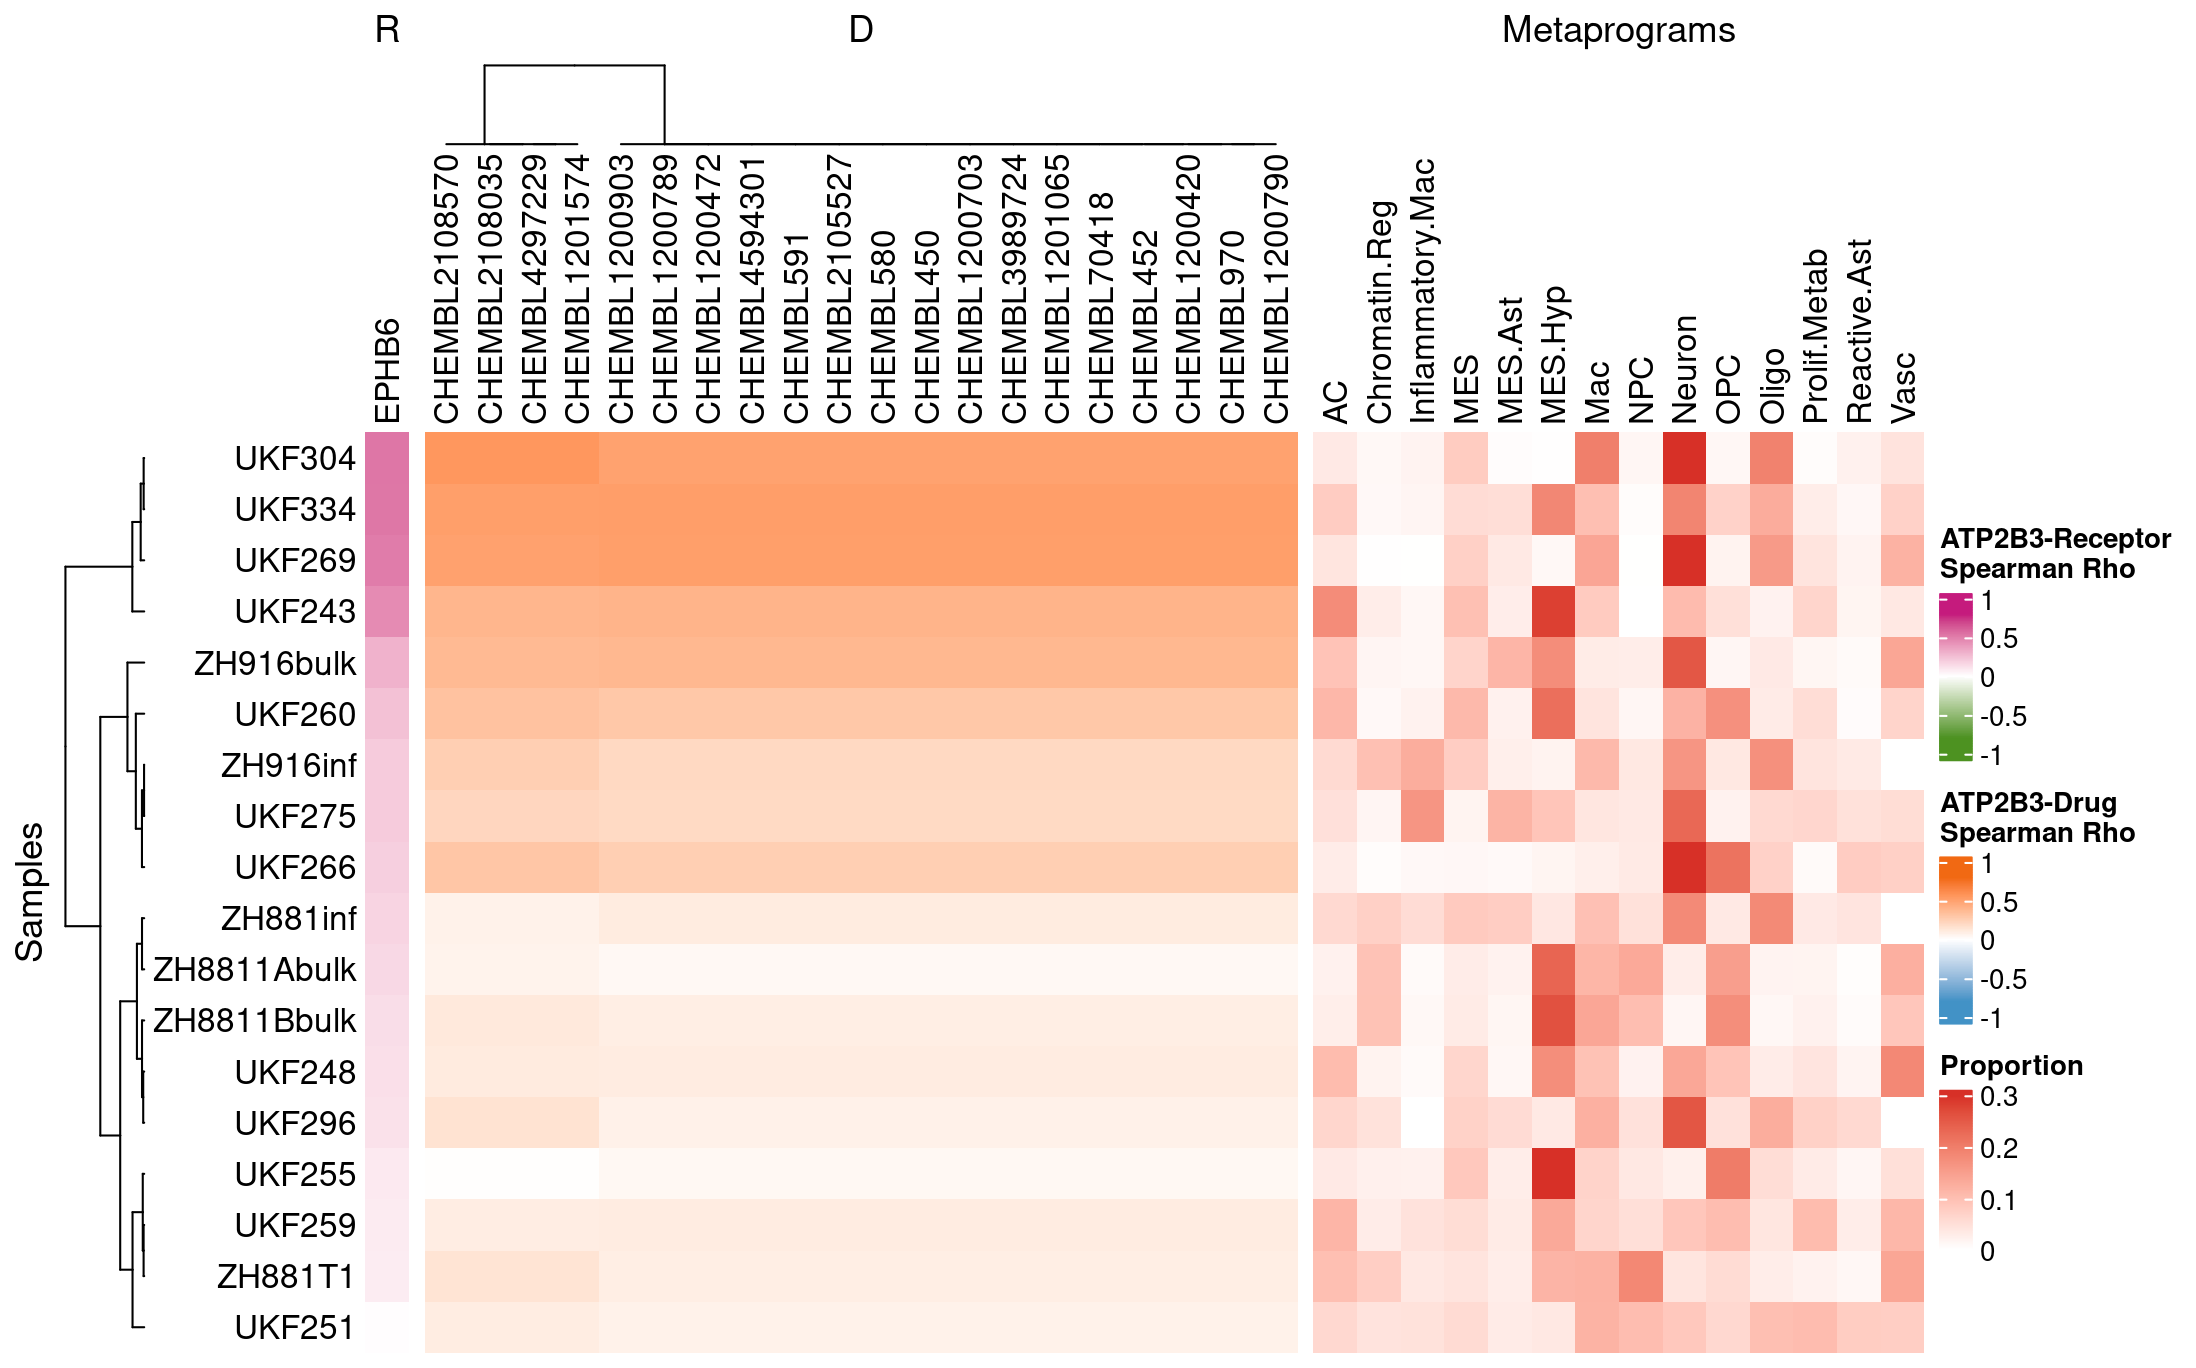 R
D
Metaprograms
EPHB6
CHEMBL2108570
CHEMBL2108035
CHEMBL4297229
CHEMBL1201574
CHEMBL1200903
CHEMBL1200789
CHEMBL1200472
CHEMBL4594301
CHEMBL591
CHEMBL2105527
CHEMBL580
CHEMBL450
CHEMBL1200703
CHEMBL3989724
CHEMBL1201065
CHEMBL70418
CHEMBL452
CHEMBL1200420
CHEMBL970
CHEMBL1200790
AC
Chromatin.Reg
Inflammatory.Mac
MES
MES.Ast
MES.Hyp
Mac
NPC
Neuron
OPC
Oligo
Prolif.Metab
Reactive.Ast
Vasc
Samples
UKF304
UKF334
UKF269
UKF243
ZH916bulk
UKF260
ZH916inf
UKF275
UKF266
ZH881inf
ZH8811Abulk
ZH8811Bbulk
UKF248
UKF296
UKF255
UKF259
ZH881T1
UKF251
ATP2B3-Receptor
Spearman Rho
1
0.5
0
-0.5
-1
ATP2B3-Drug
Spearman Rho
1
0.5
0
-0.5
-1
Proportion
0.3
0.2
0.1
0